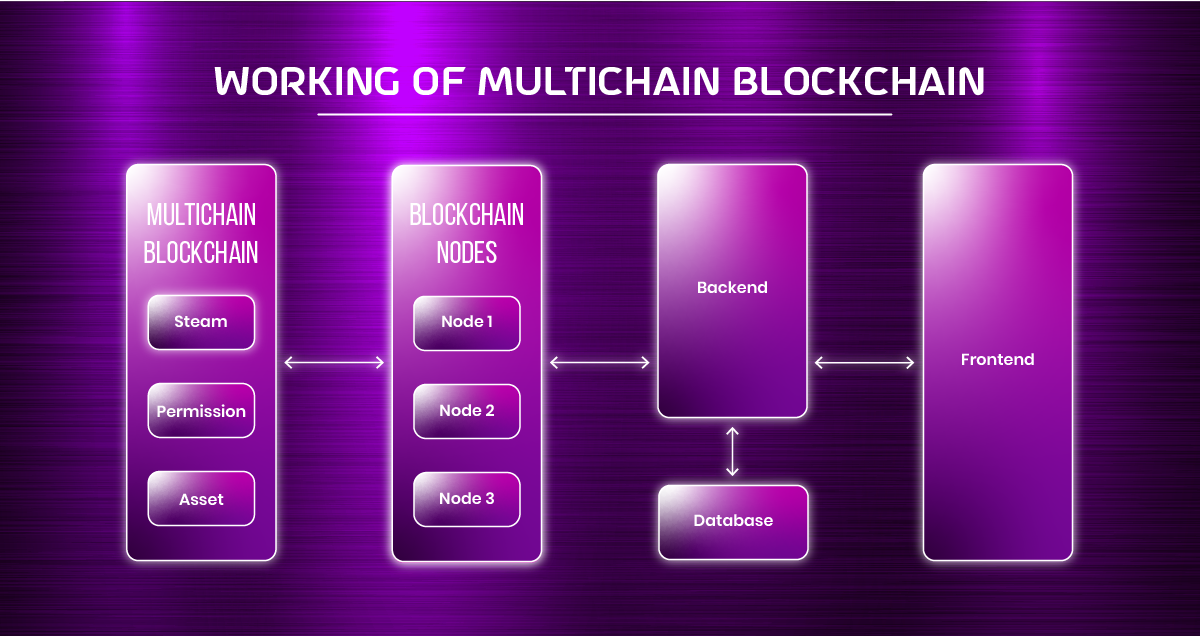 WORKING OF MULTICHAIN BLOCKCHAIN
MULTICHAIN
BLOCKCHAIN
Steam
Permission
Asset
BLOCKCHAIN
NODES
Node 1
Node 2
Node 3
Backend
Database
Frontend